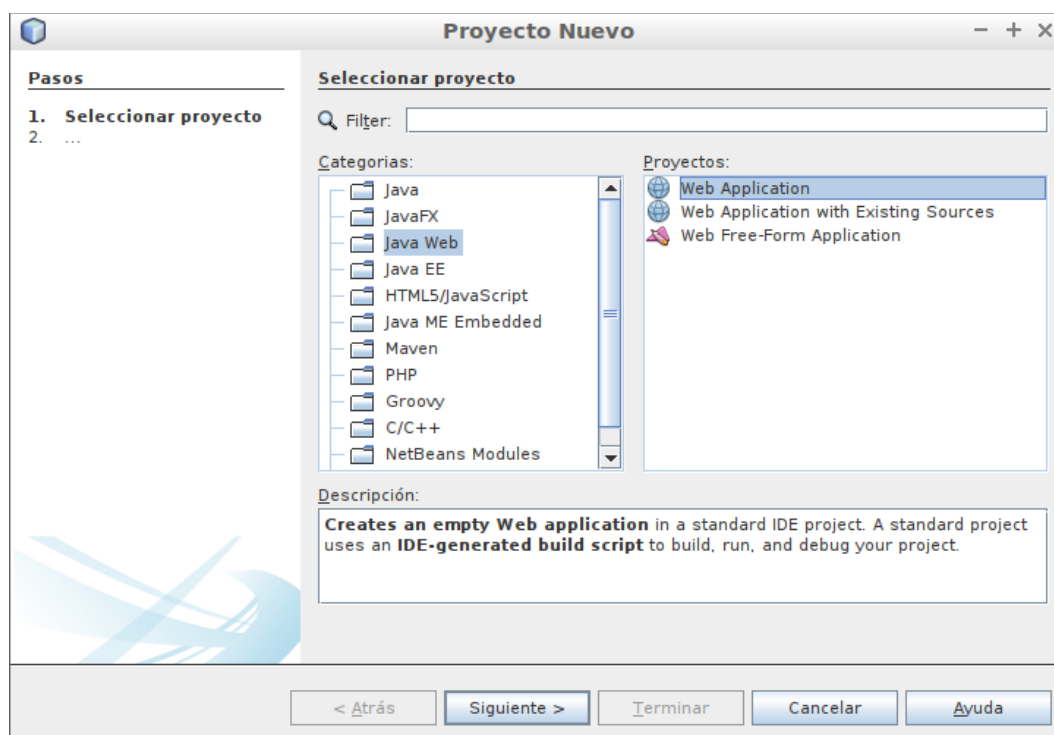 Proyecto Nuevo
Pasos
1. Seleccionar proyecto
2. ...
Seleccionar proyecto
Filter:
Categorias:
Java
JavaFX
Java Web
Java EE
HTML5/JavaScript
Java ME Embedded
Maven
PHP
Groovy
C/C++
NetBeans Modules
Proyectos:
Web Application
Web Application with Existing Sources
Web Free-Form Application
Descripción:
Creates an empty Web application in a standard IDE project. A standard project
uses an IDE-generated build script to build, run, and debug your project.
< Atrás
Siguiente >
Terminar
Cancelar
Ayuda